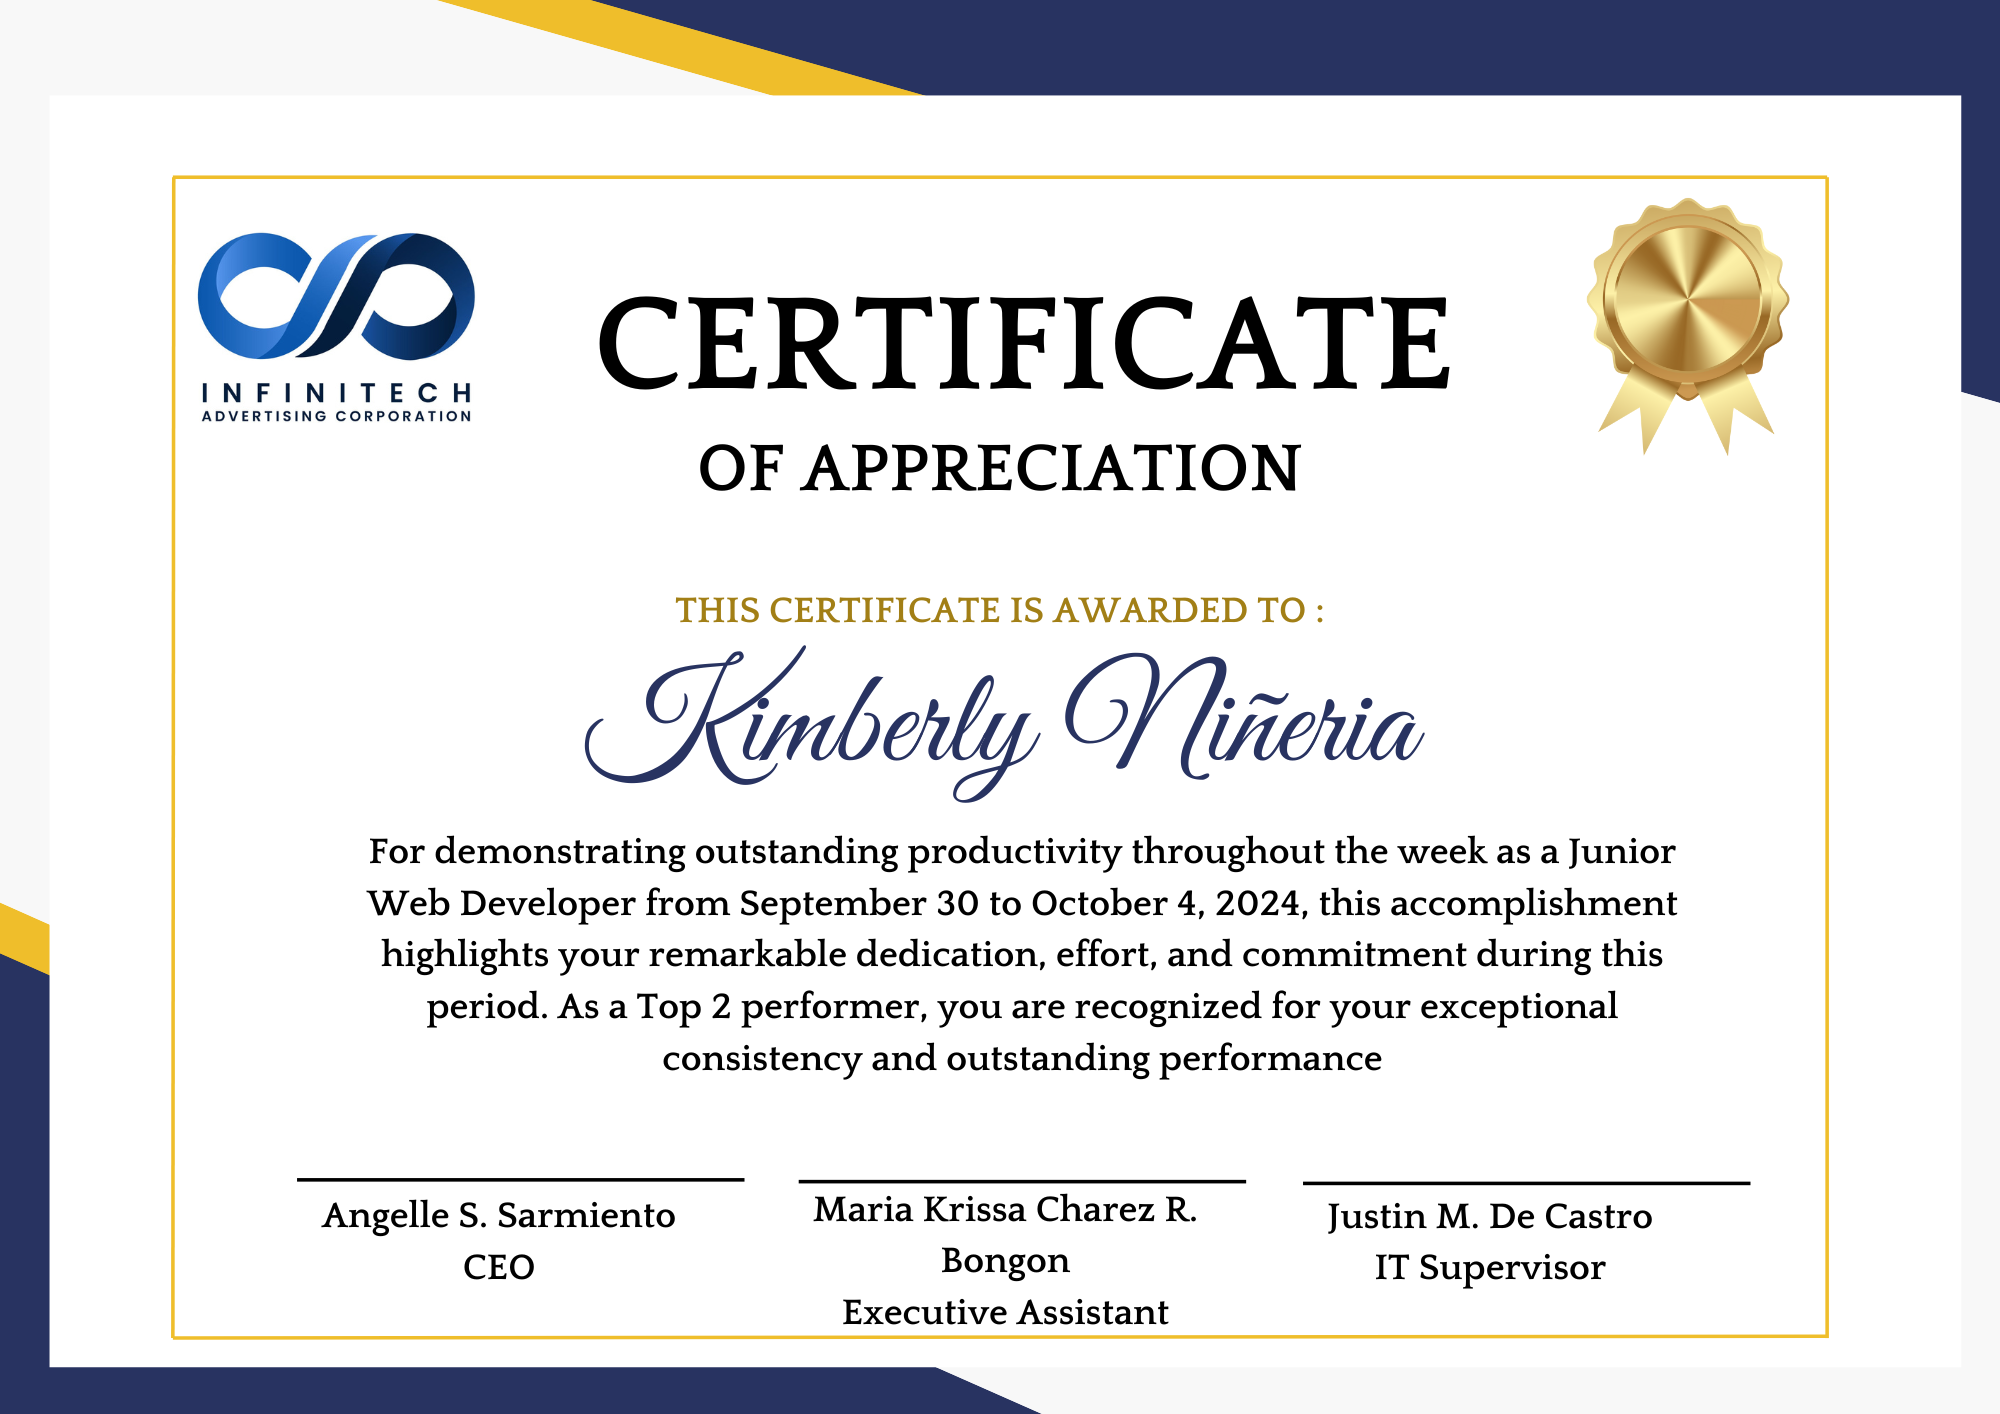 INFINITECH
ADVERTISING CORPORATION
CERTIFICATE
OF APPRECIATION
THIS CERTIFICATE IS AWARDED TO :
Kimberly Niñeria
For demonstrating outstanding productivity throughout the week as a Junior
Web Developer from September 30 to October 4, 2024, this accomplishment
highlights your remarkable dedication, effort, and commitment during this
period. As a Top 2 performer, you are recognized for your exceptional
consistency and outstanding performance
Angelle S. Sarmiento
CEO
Maria Krissa Charez R.
Bongon
Executive Assistant
Justin M. De Castro
IT Supervisor